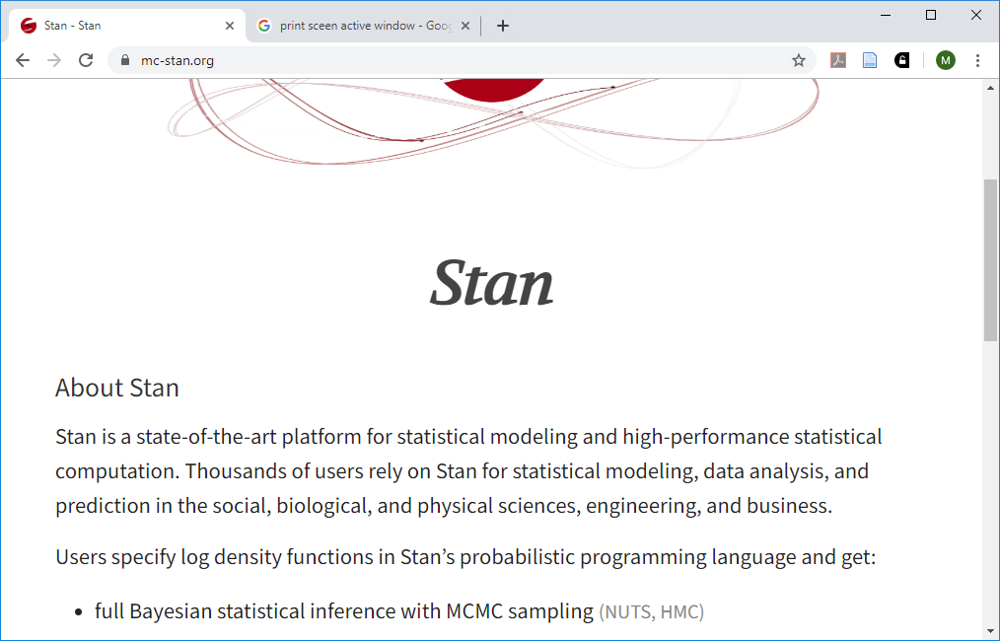 Stan - Stan
print sceen active window - Goog
mc-stan.org
M
Stan
About Stan
Stan is a state-of-the-art platform for statistical modeling and high-performance statistical
computation. Thousands of users rely on Stan for statistical modeling, data analysis, and
prediction in the social, biological, and physical sciences, engineering, and business.
Users specify log density functions in Stan’s probabilistic programming language and get:
• full Bayesian statistical inference with MCMC sampling (NUTS, HMC)